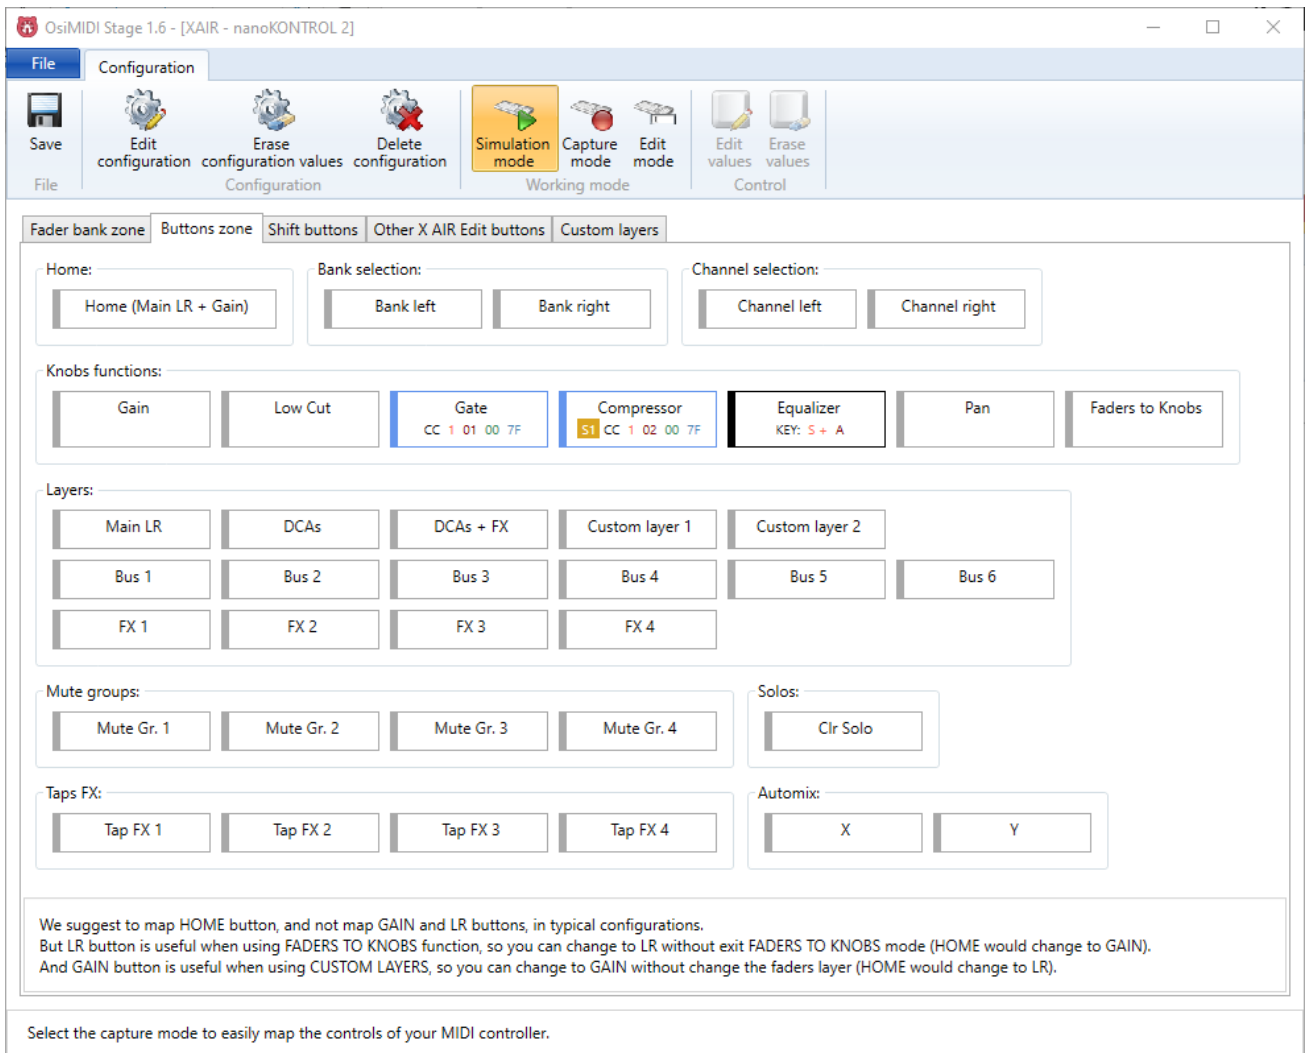 OsiMIDI Stage 1.6 - [XAIR - nanoKONTROL 2]
File
Configuration
Save
Edit configuration
Erase configuration values
Delete configuration
Simulation mode
Capture mode
Edit mode
Edit values
Erase values
File
Configuration
Working mode
Control
Fader bank zone
Buttons zone
Shift buttons
Other X AIR Edit buttons
Custom layers
Home:
Home (Main LR + Gain)
Bank selection:
Bank left
Bank right
Channel selection:
Channel left
Channel right
Knobs functions:
Gain
Low Cut
Gate
CC 1 01 00 7F
Compressor
S1 CC 1 02 00 7F
Equalizer
KEY: S + A
Pan
Faders to Knobs
Layers:
Main LR
DCAs
DCAs + FX
Custom layer 1
Custom layer 2
Bus 1
Bus 2
Bus 3
Bus 4
Bus 5
Bus 6
FX 1
FX 2
FX 3
FX 4
Mute groups:
Mute Gr. 1
Mute Gr. 2
Mute Gr. 3
Mute Gr. 4
Solos:
Clr Solo
Taps FX:
Tap FX 1
Tap FX 2
Tap FX 3
Tap FX 4
Automix:
X
Y
We suggest to map HOME button, and not map GAIN and LR buttons, in typical configurations.
But LR button is useful when using FADERS TO KNOBS function, so you can change to LR without exit FADERS TO KNOBS mode (HOME would change to GAIN).
And GAIN button is useful when using CUSTOM LAYERS, so you can change to GAIN without change the faders layer (HOME would change to LR).
Select the capture mode to easily map the controls of your MIDI controller.